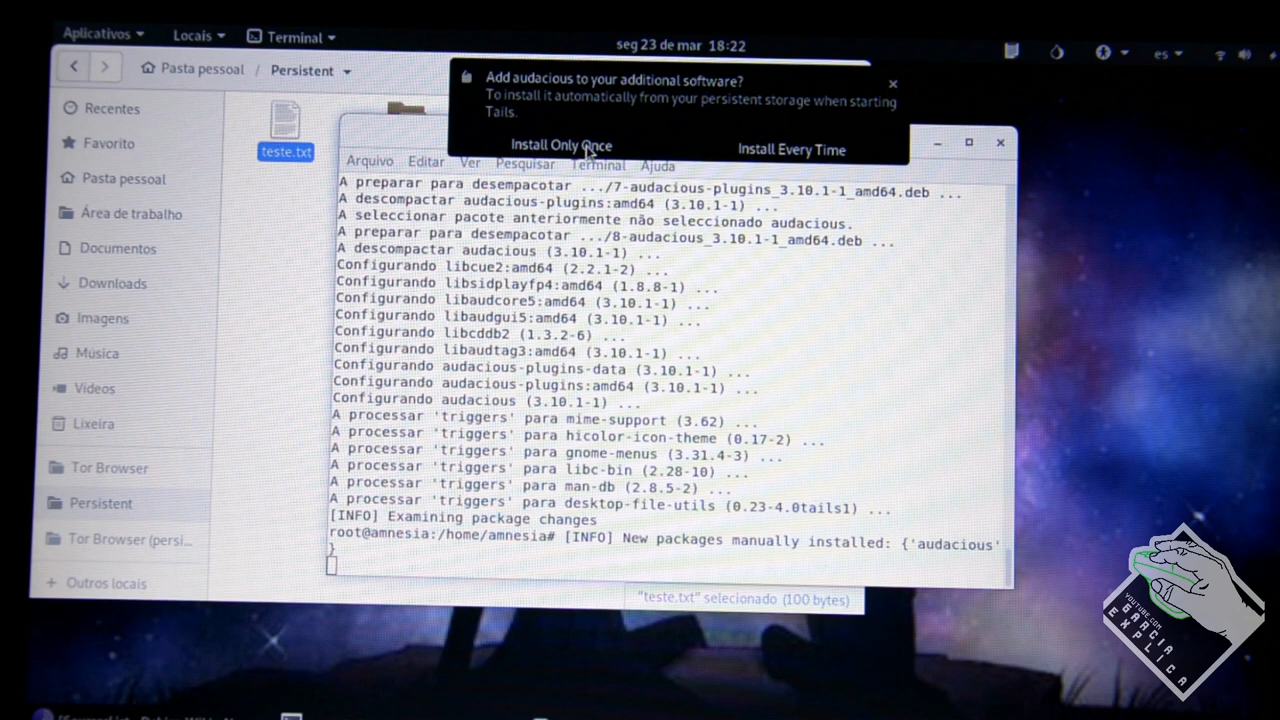 Aplicativos
Locais
Terminal
seg 23 de mar 18:22
es
Pasta pessoal / Persistent
Add audacious to your additional software?
To install it automatically from your persistent storage when starting
Tails.
Install Only Once
Install Every Time
Recentes
Favorito
Pasta pessoal
Área de trabalho
Documentos
Downloads
Imagens
Música
Vídeos
Lixeira
Tor Browser
Persistent
Tor Browser (persi...
+ Outros locais
teste.txt
Arquivo Editar Ver Pesquisar Terminal Ajuda
A preparar para desempacotar .../7-audacious-plugins_3.10.1-1_amd64.deb ...
A descompactar audacious-plugins:amd64 (3.10.1-1) ...
A seleccionar pacote anteriormente não seleccionado audacious.
A preparar para desempacotar .../8-audacious_3.10.1-1_amd64.deb ...
A descompactar audacious (3.10.1-1) ...
Configurando libcue2:amd64 (2.2.1-2) ...
Configurando libsidplayfp4:amd64 (1.8.8-1) ...
Configurando libaudcore5:amd64 (3.10.1-1) ...
Configurando libaudgui5:amd64 (3.10.1-1) ...
Configurando libcddb2 (1.3.2-6) ...
Configurando libaudtag3:amd64 (3.10.1-1) ...
Configurando audacious-plugins-data (3.10.1-1) ...
Configurando audacious-plugins:amd64 (3.10.1-1) ...
Configurando audacious (3.10.1-1) ...
A processar 'triggers' para mime-support (3.62) ...
A processar 'triggers' para hicolor-icon-theme (0.17-2) ...
A processar 'triggers' para gnome-menus (3.31.4-3) ...
A processar 'triggers' para libc-bin (2.28-10) ...
A processar 'triggers' para man-db (2.8.5-2) ...
A processar 'triggers' para desktop-file-utils (0.23-4.0tails1) ...
[INFO] Examining package changes
root@amnesia:/home/amnesia# [INFO] New packages manually installed: {'audacious'
}
"teste.txt" selecionado (100 bytes)
YOUTUBE.COM
GARCIA
EXPLICA